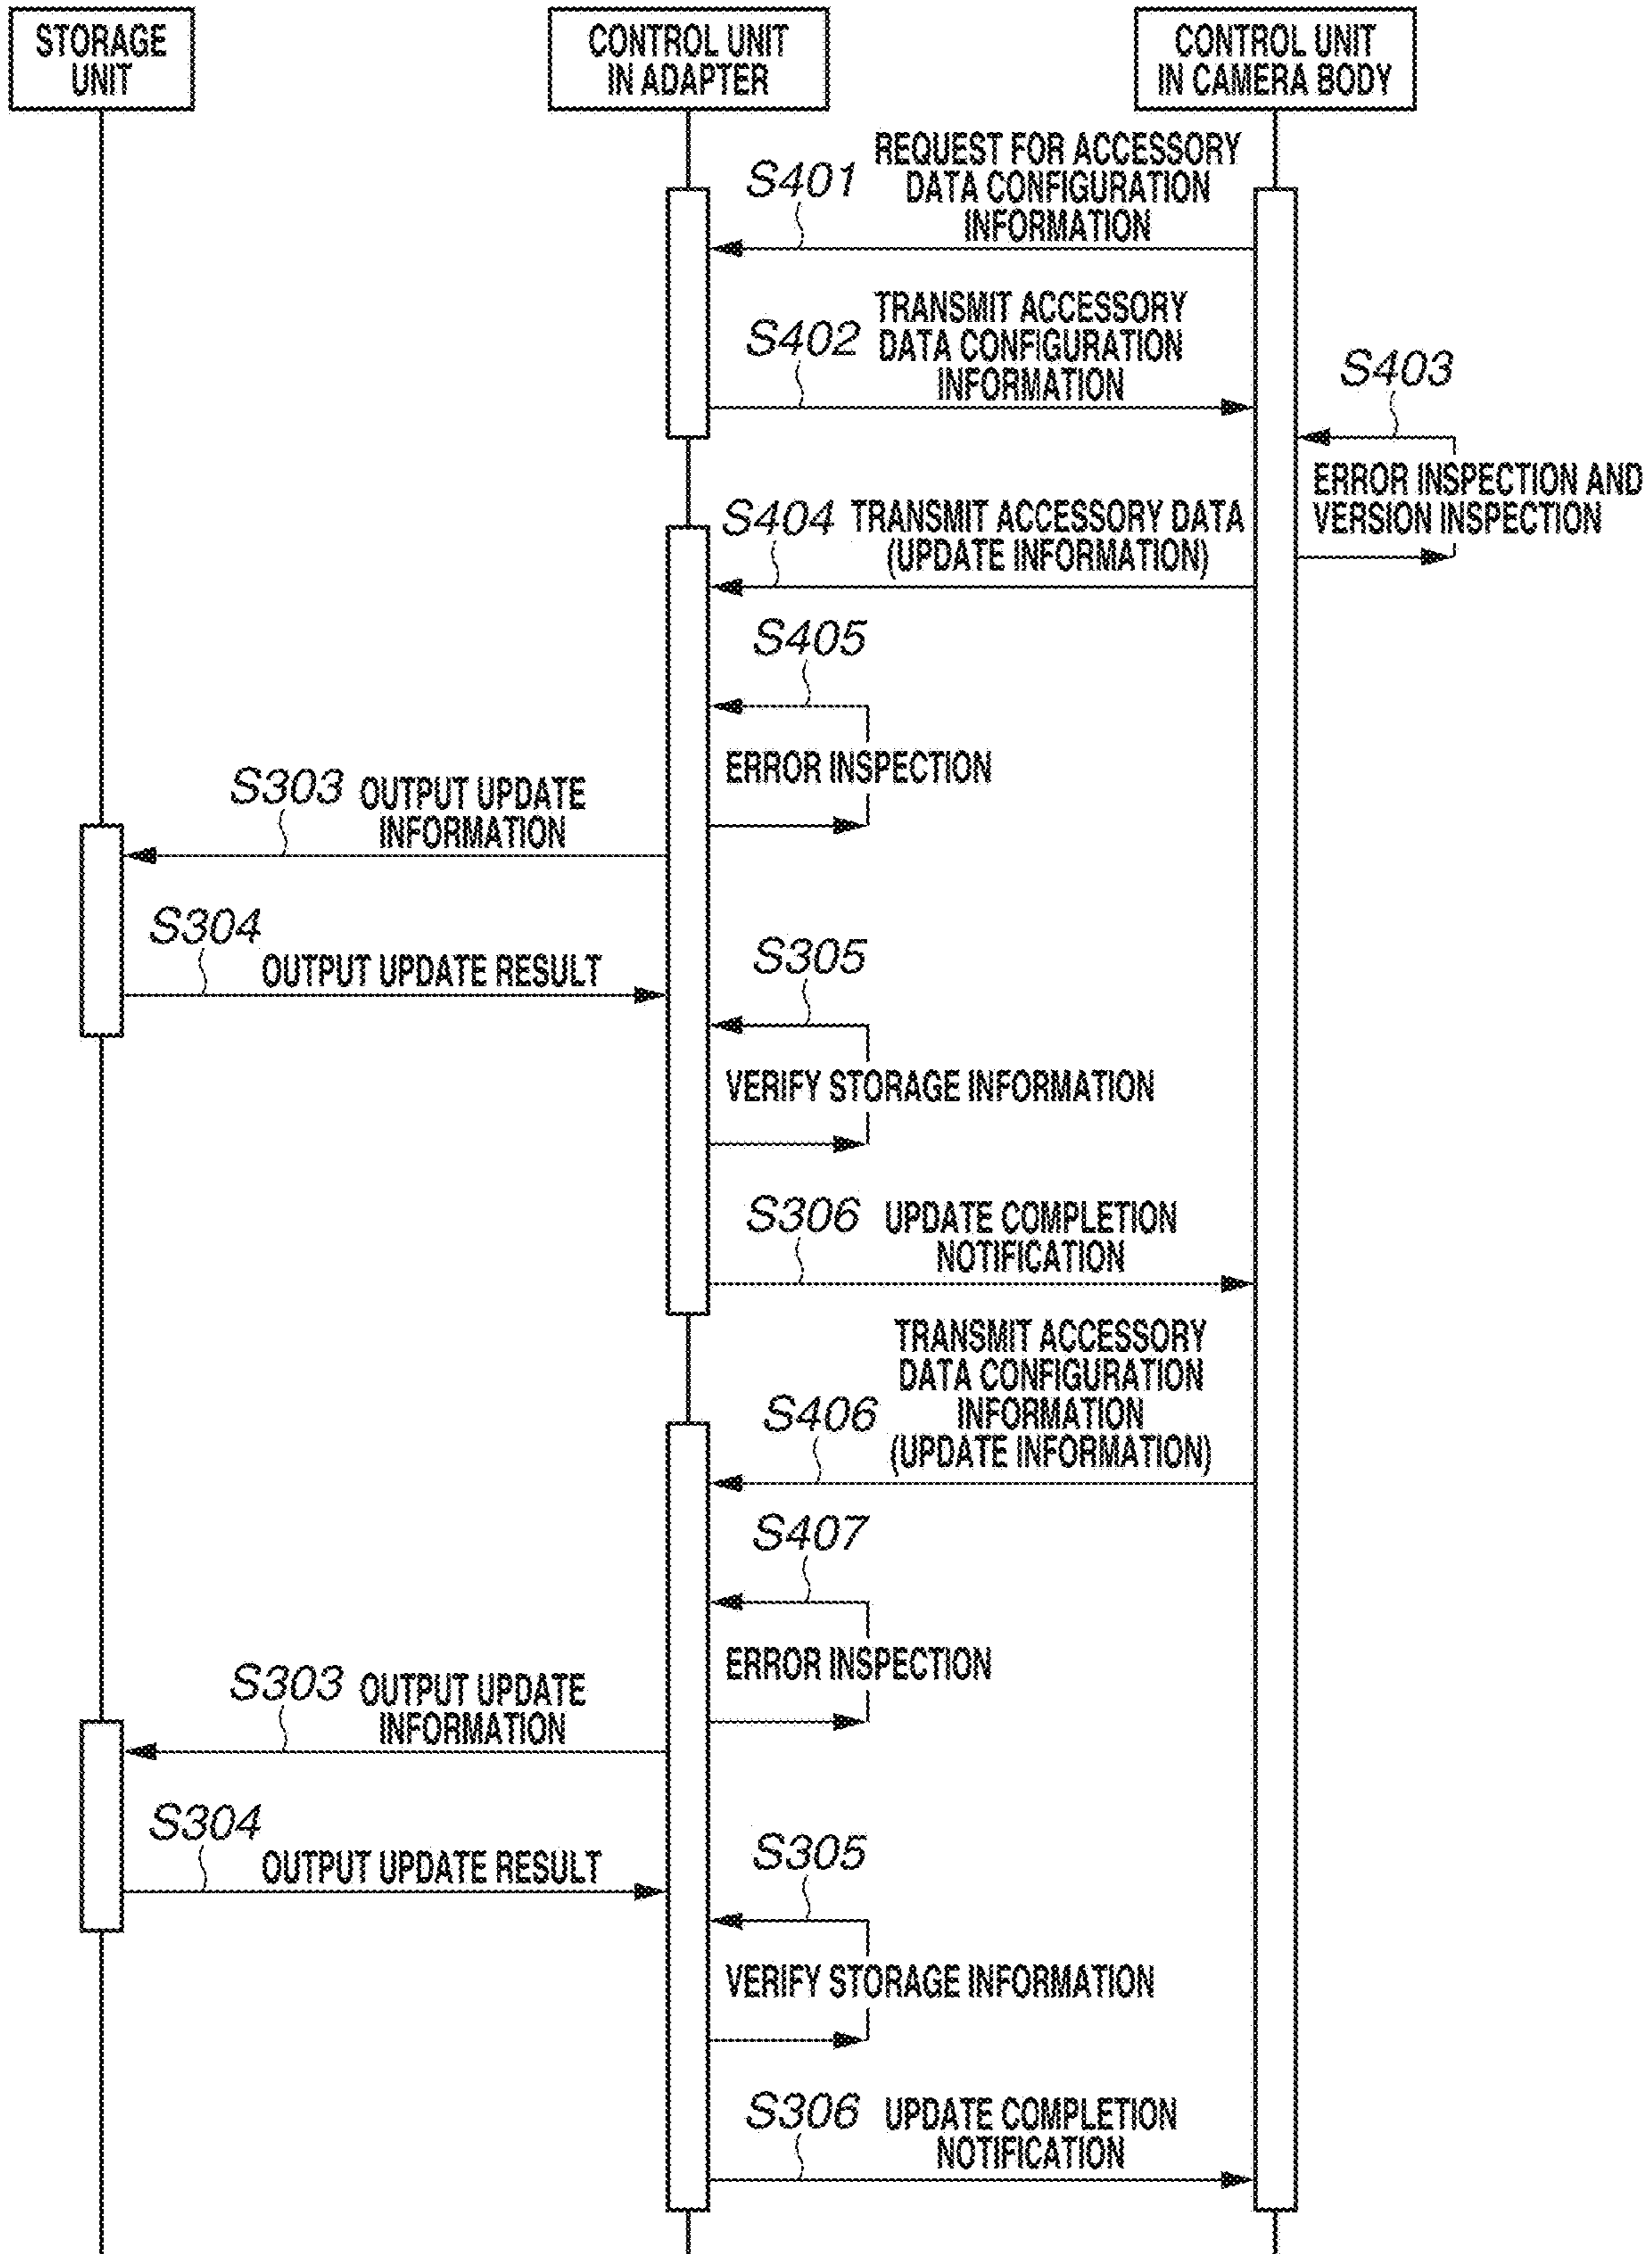 STORAGE
UNIT
CONTROL UNIT
IN ADAPTER
CONTROL UNIT
IN CAMERA BODY
S401
REQUEST FOR ACCESSORY
DATA CONFIGURATION
INFORMATION
S402
TRANSMIT ACCESSORY
DATA CONFIGURATION
INFORMATION
S403
ERROR INSPECTION AND
VERSION INSPECTION
S404
TRANSMIT ACCESSORY DATA
(UPDATE INFORMATION)
S405
ERROR INSPECTION
S303
OUTPUT UPDATE
INFORMATION
S304
OUTPUT UPDATE RESULT
S305
VERIFY STORAGE INFORMATION
S306
UPDATE COMPLETION
NOTIFICATION
TRANSMIT ACCESSORY
DATA CONFIGURATION
INFORMATION
(UPDATE INFORMATION)
S406
S407
ERROR INSPECTION
S303
OUTPUT UPDATE
INFORMATION
S304
OUTPUT UPDATE RESULT
S305
VERIFY STORAGE INFORMATION
S306
UPDATE COMPLETION
NOTIFICATION